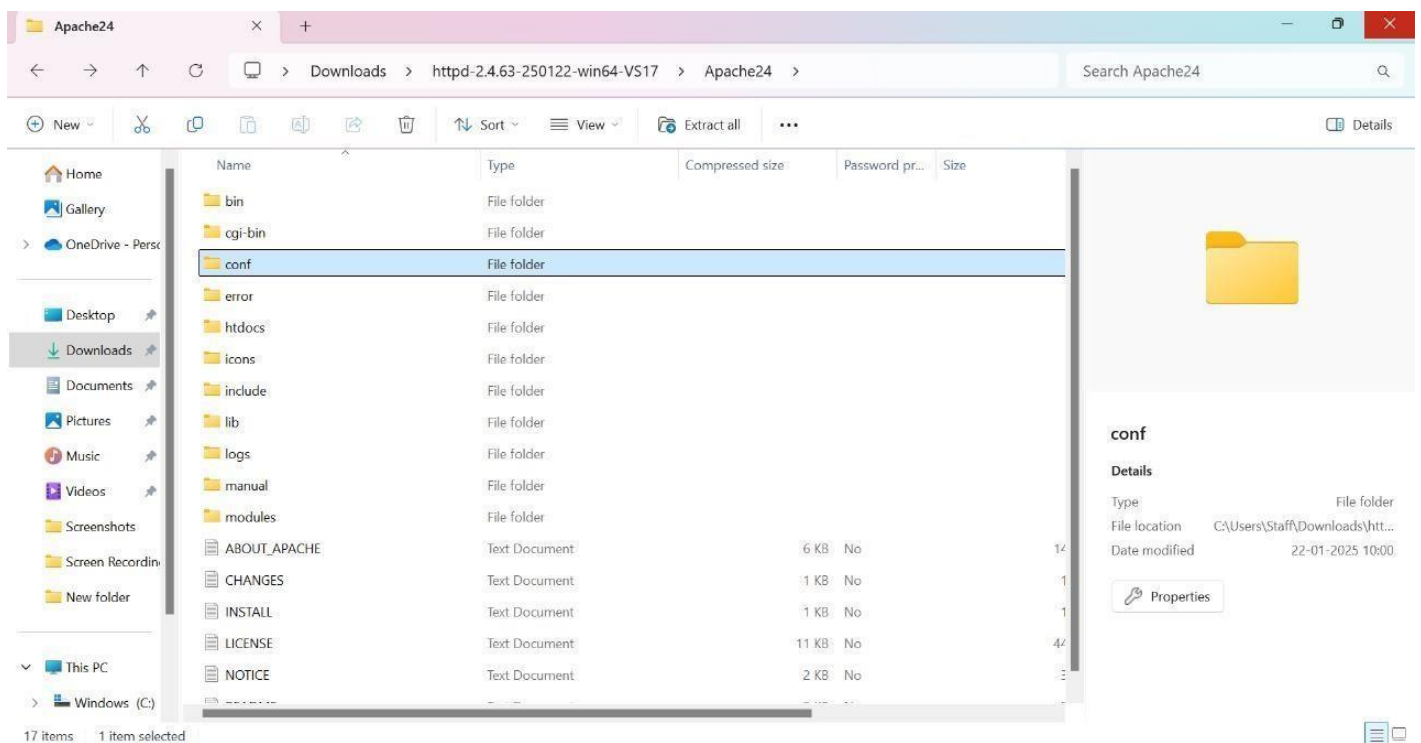 Apache24
Downloads > httpd-2.4.63-250122-win64-VS17 > Apache24 >
Search Apache24
New
Sort
View
Extract all
Details
Home
Gallery
OneDrive - Perso
Desktop
Downloads
Documents
Pictures
Music
Videos
Screenshots
Screen Recordin
New folder
This PC
Windows (C:)
Name Type Compressed size Password pr... Size
bin File folder
cgi-bin File folder
conf File folder
error File folder
htdocs File folder
icons File folder
include File folder
lib File folder
logs File folder
manual File folder
modules File folder
ABOUT_APACHE Text Document 6 KB No 14
CHANGES Text Document 1 KB No 1
INSTALL Text Document 1 KB No 1
LICENSE Text Document 11 KB No 44
NOTICE Text Document 2 KB No
conf
Details
Type File folder
File location C:\Users\Staff\Downloads\htt...
Date modified 22-01-2025 10:00
Properties
17 items 1 item selected